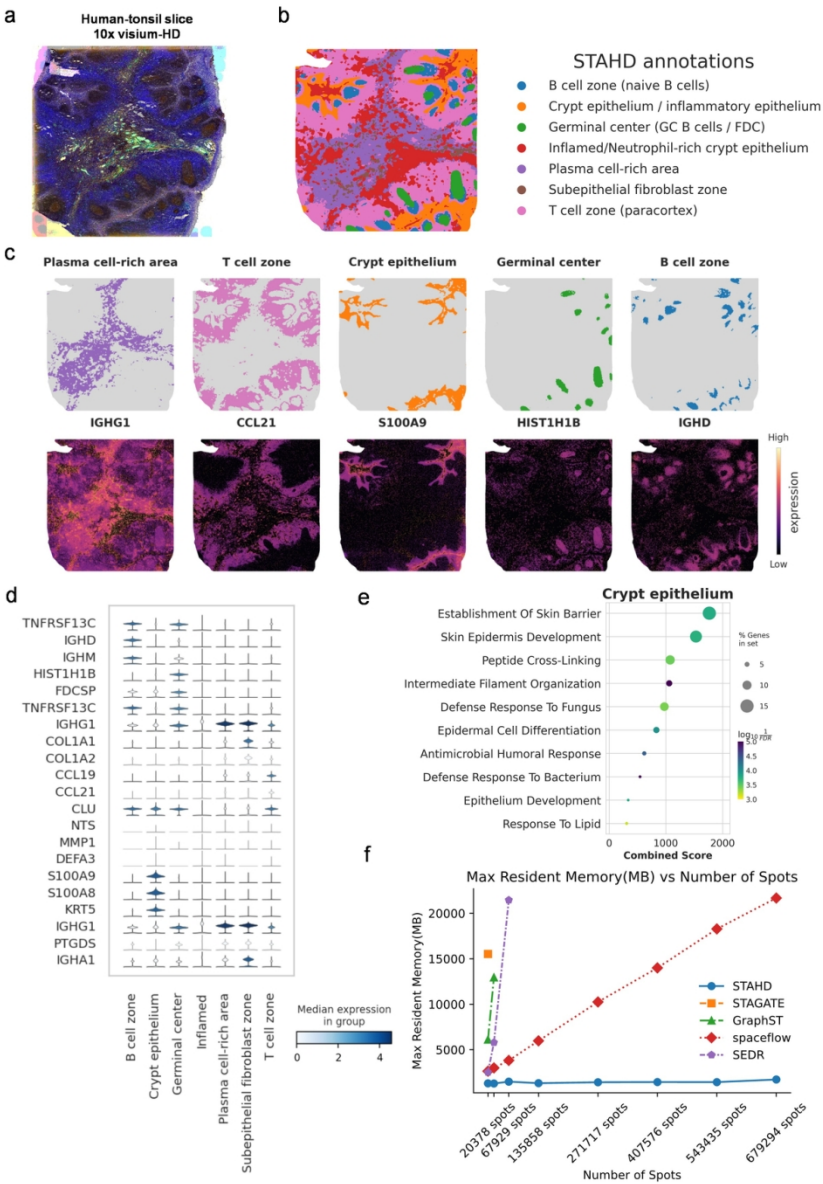 a
Human-tonsil slice
10x visium-HD
b
STAHD annotations
B cell zone (naive B cells)
Crypt epithelium / inflammatory epithelium
Germinal center (GC B cells / FDC)
Inflamed/Neutrophil-rich crypt epithelium
Plasma cell-rich area
Subepithelial fibroblast zone
T cell zone (paracortex)
c
Plasma cell-rich area
T cell zone
Crypt epithelium
Germinal center
B cell zone
IGHG1
CCL21
S100A9
HIST1H1B
IGHD
High
expression
Low
d
TNFRSF13C
IGHD
IGHM
HIST1H1B
FDCSP
TNFRSF13C
IGHG1
COL1A1
COL1A2
CCL19
CCL21
CLU
NTS
MMP1
DEFA3
S100A9
S100A8
KRT5
IGHG1
PTGDS
IGHA1
B cell zone
Crypt epithelium
Germinal center
Inflamed
Plasma cell-rich area
Subepithelial fibroblast zone
T cell zone
Median expression
in group
0 2 4
e
Crypt epithelium
Establishment Of Skin Barrier
Skin Epidermis Development
Peptide Cross-Linking
Intermediate Filament Organization
Defense Response To Fungus
Epidermal Cell Differentiation
Antimicrobial Humoral Response
Defense Response To Bacterium
Epithelium Development
Response To Lipid
0 1000 2000
Combined Score
% Genes
in set
5
10
15
5.0
4.5
4.0
3.5
3.0
f
Max Resident Memory(MB) vs Number of Spots
Max Resident Memory(MB)
20000
15000
10000
5000
STAHD
STAGATE
GraphST
spaceflow
SEDR
20378 spots
67929 spots
135858 spots
271717 spots
407576 spots
543435 spots
679294 spots
Number of Spots